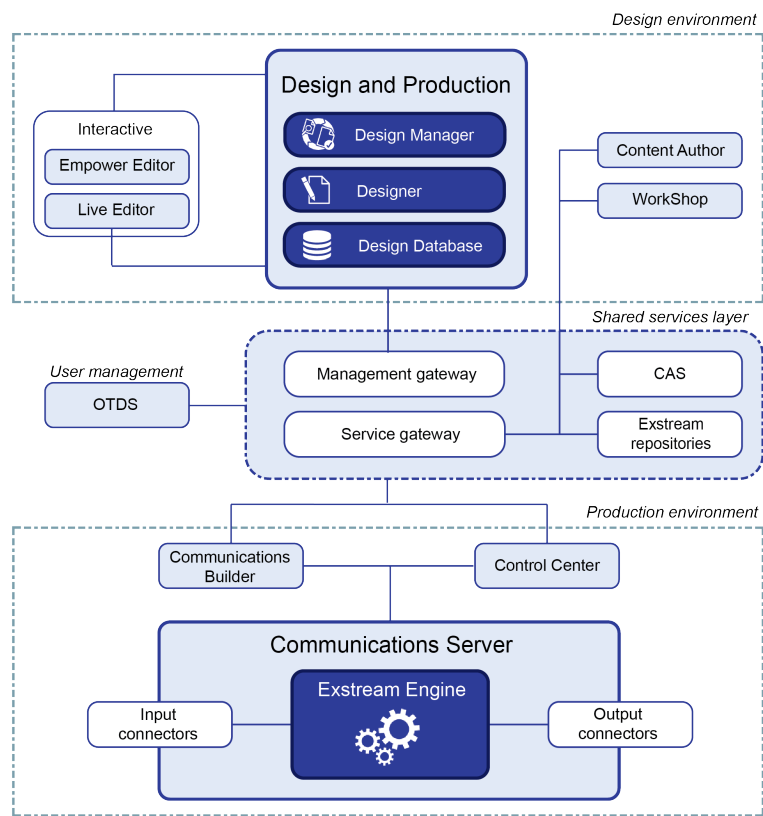 Design environment
Design and Production
Interactive
Empower Editor
Live Editor
Design Manager
Designer
Design Database
Content Author
WorkShop
Shared services layer
User management
OTDS
Management gateway
Service gateway
CAS
Exstream
repositories
Production environment
Communications
Builder
Control Center
Communications Server
Exstream Engine
Input
connectors
Output
connectors